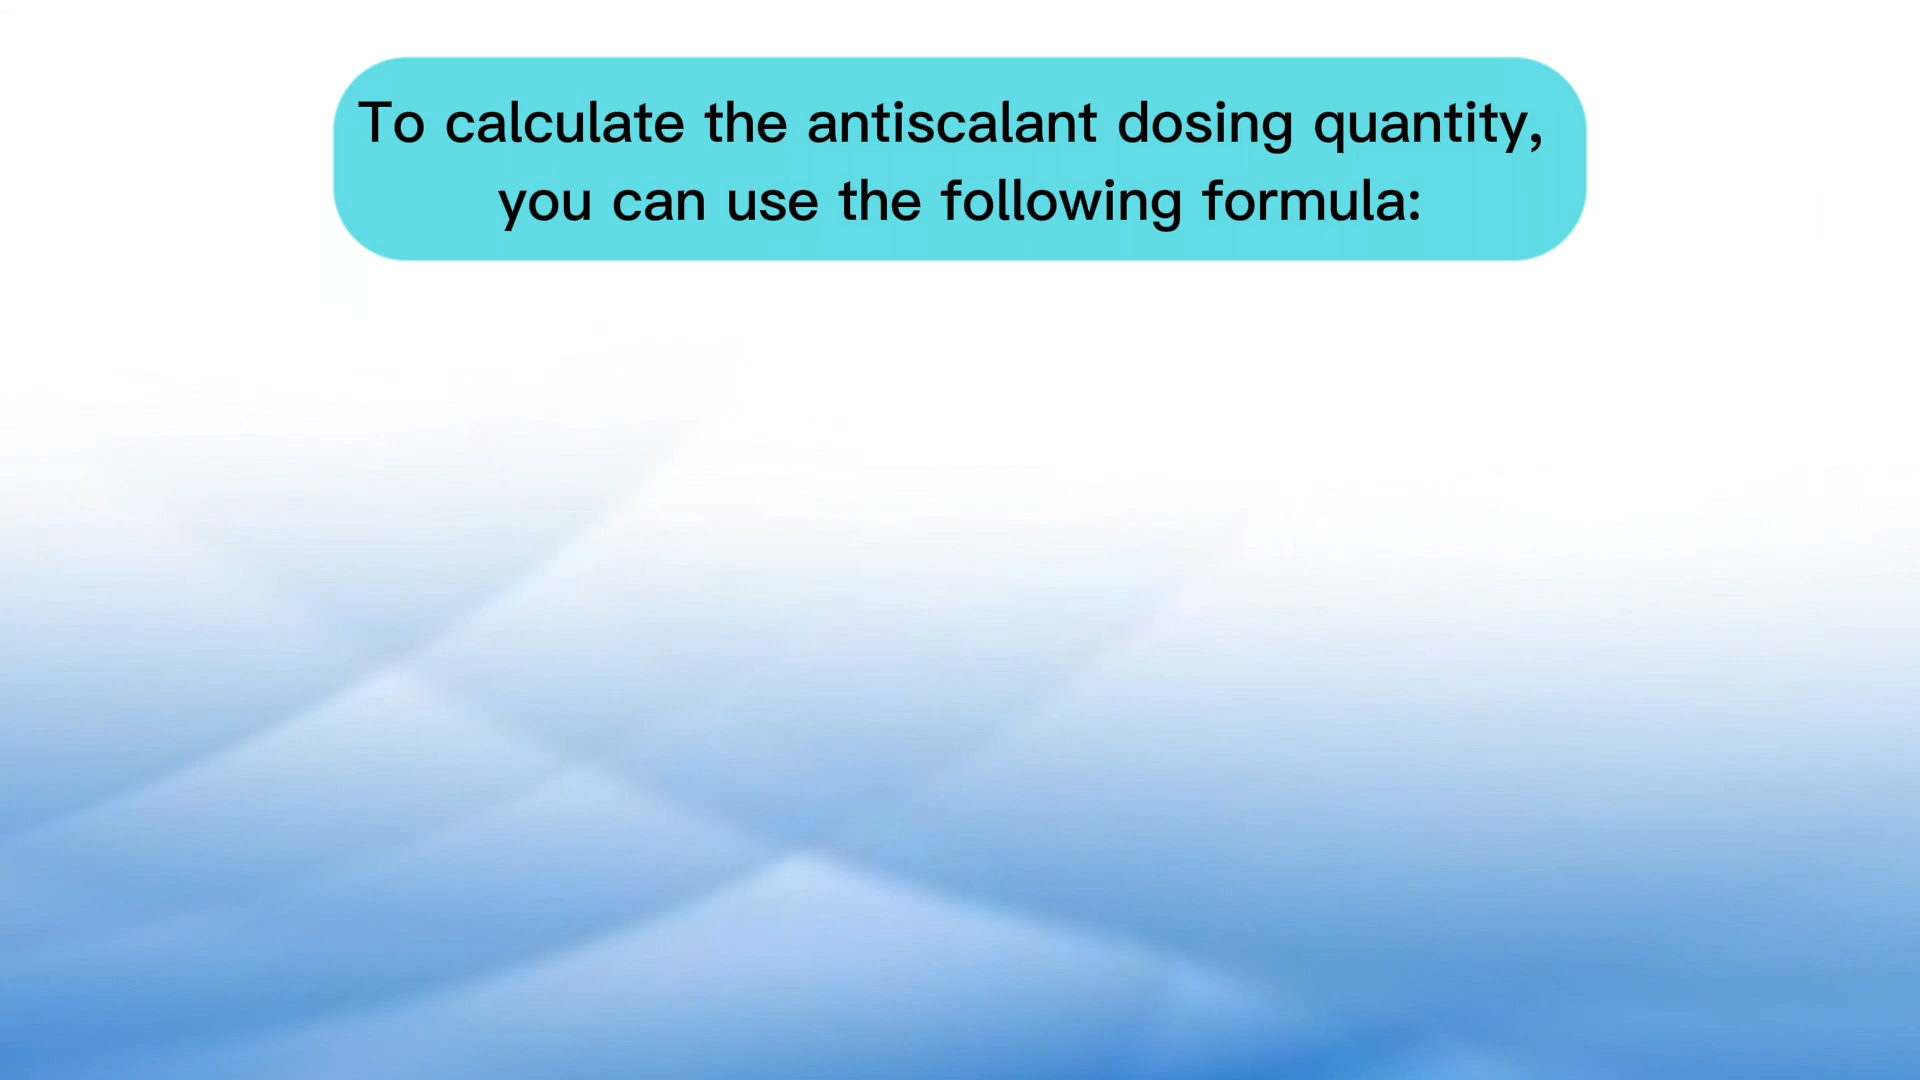 To calculate the antiscalant dosing quantity,
you can use the following formula: